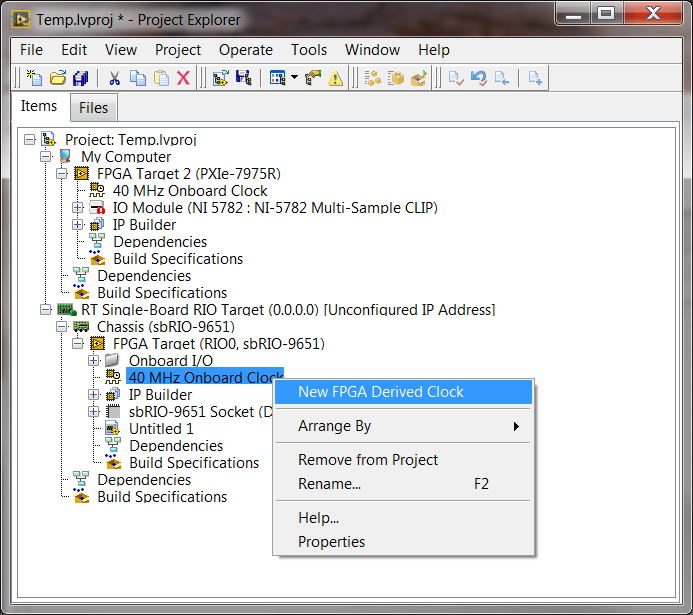 Temp.lvproj * - Project Explorer
File Edit View Project Operate Tools Window Help
Items Files
Project: Temp.lvproj
My Computer
FPGA Target 2 (PXIe-7975R)
40 MHz Onboard Clock
IO Module (NI 5782 : NI-5782 Multi-Sample CLIP)
IP Builder
Dependencies
Build Specifications
Dependencies
Build Specifications
RT Single-Board RIO Target (0.0.0.0) [Unconfigured IP Address]
Chassis (sbRIO-9651)
FPGA Target (RIO0, sbRIO-9651)
Onboard I/O
40 MHz Onboard Clock
IP Builder
sbRIO-9651 Socket (D
Untitled 1
Dependencies
Build Specifications
Dependencies
Build Specifications
New FPGA Derived Clock
Arrange By
Remove from Project
Rename... F2
Help...
Properties